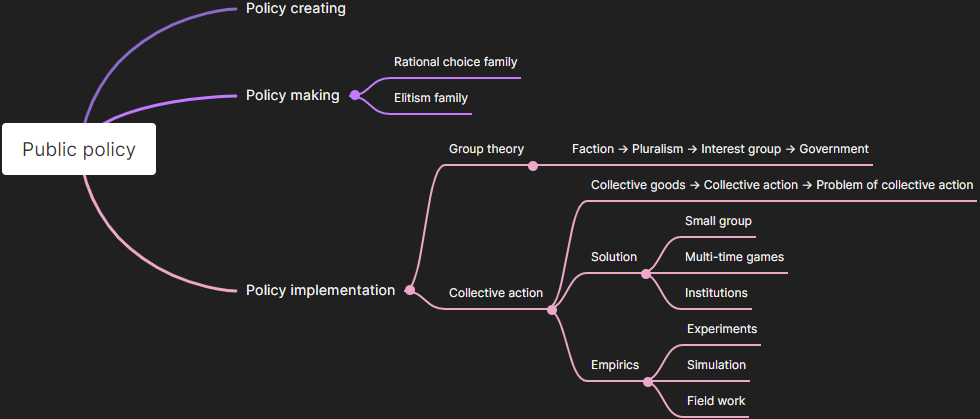 Policy creating
Rational choice family
Policy making
Elitism family
Public policy
Group theory
Faction → Pluralism → Interest group → Government
Collective goods → Collective action → Problem of collective action
Small group
Solution
Multi-time games
Policy implementation
Collective action
Institutions
Experiments
Empirics
Simulation
Field work